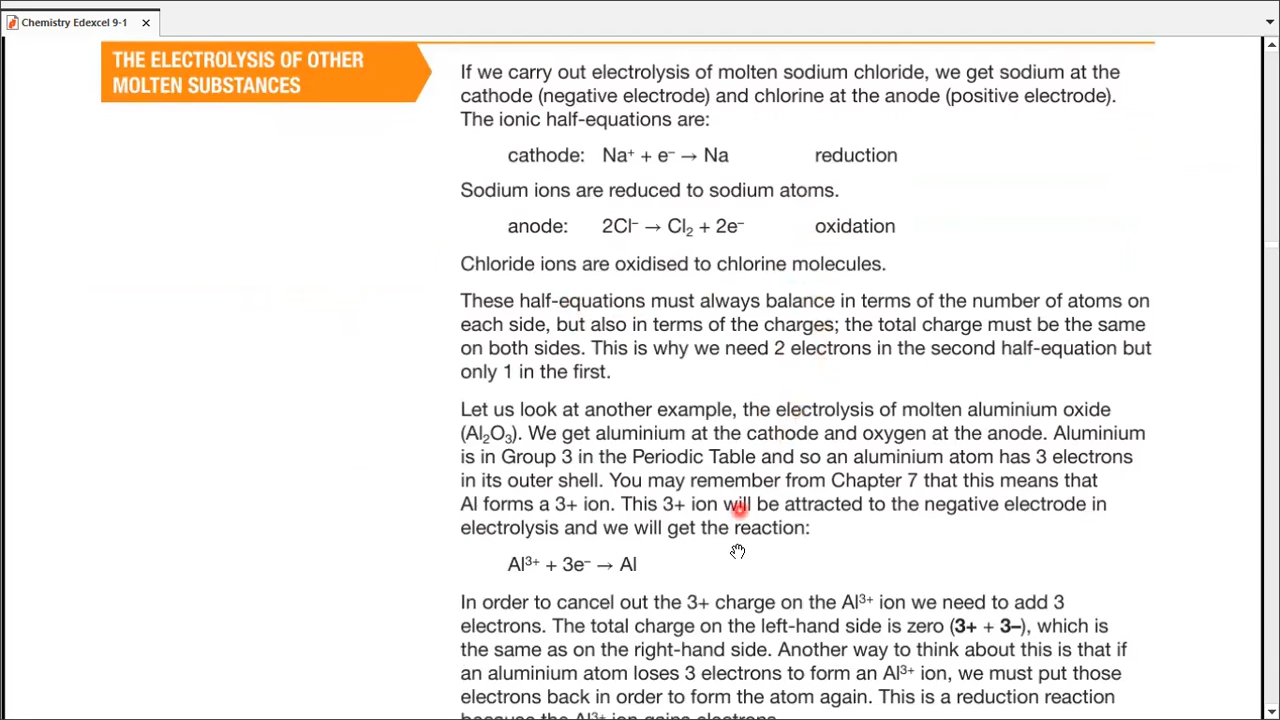 Chemistry Edexcel 9-1
THE ELECTROLYSIS OF OTHER
MOLTEN SUBSTANCES
If we carry out electrolysis of molten sodium chloride, we get sodium at the
cathode (negative electrode) and chlorine at the anode (positive electrode).
The ionic half-equations are:
cathode: Na⁺ + e⁻ → Na reduction
Sodium ions are reduced to sodium atoms.
anode: 2Cl⁻ → Cl₂ + 2e⁻ oxidation
Chloride ions are oxidised to chlorine molecules.
These half-equations must always balance in terms of the number of atoms on
each side, but also in terms of the charges; the total charge must be the same
on both sides. This is why we need 2 electrons in the second half-equation but
only 1 in the first.
Let us look at another example, the electrolysis of molten aluminium oxide
(Al₂O₃). We get aluminium at the cathode and oxygen at the anode. Aluminium
is in Group 3 in the Periodic Table and so an aluminium atom has 3 electrons
in its outer shell. You may remember from Chapter 7 that this means that
Al forms a 3+ ion. This 3+ ion will be attracted to the negative electrode in
electrolysis and we will get the reaction:
Al³⁺ + 3e⁻ → Al
In order to cancel out the 3+ charge on the Al³⁺ ion we need to add 3
electrons. The total charge on the left-hand side is zero (3+ + 3–), which is
the same as on the right-hand side. Another way to think about this is that if
an aluminium atom loses 3 electrons to form an Al³⁺ ion, we must put those
electrons back in order to form the atom again. This is a reduction reaction
because the Al³⁺ ion gains electrons.